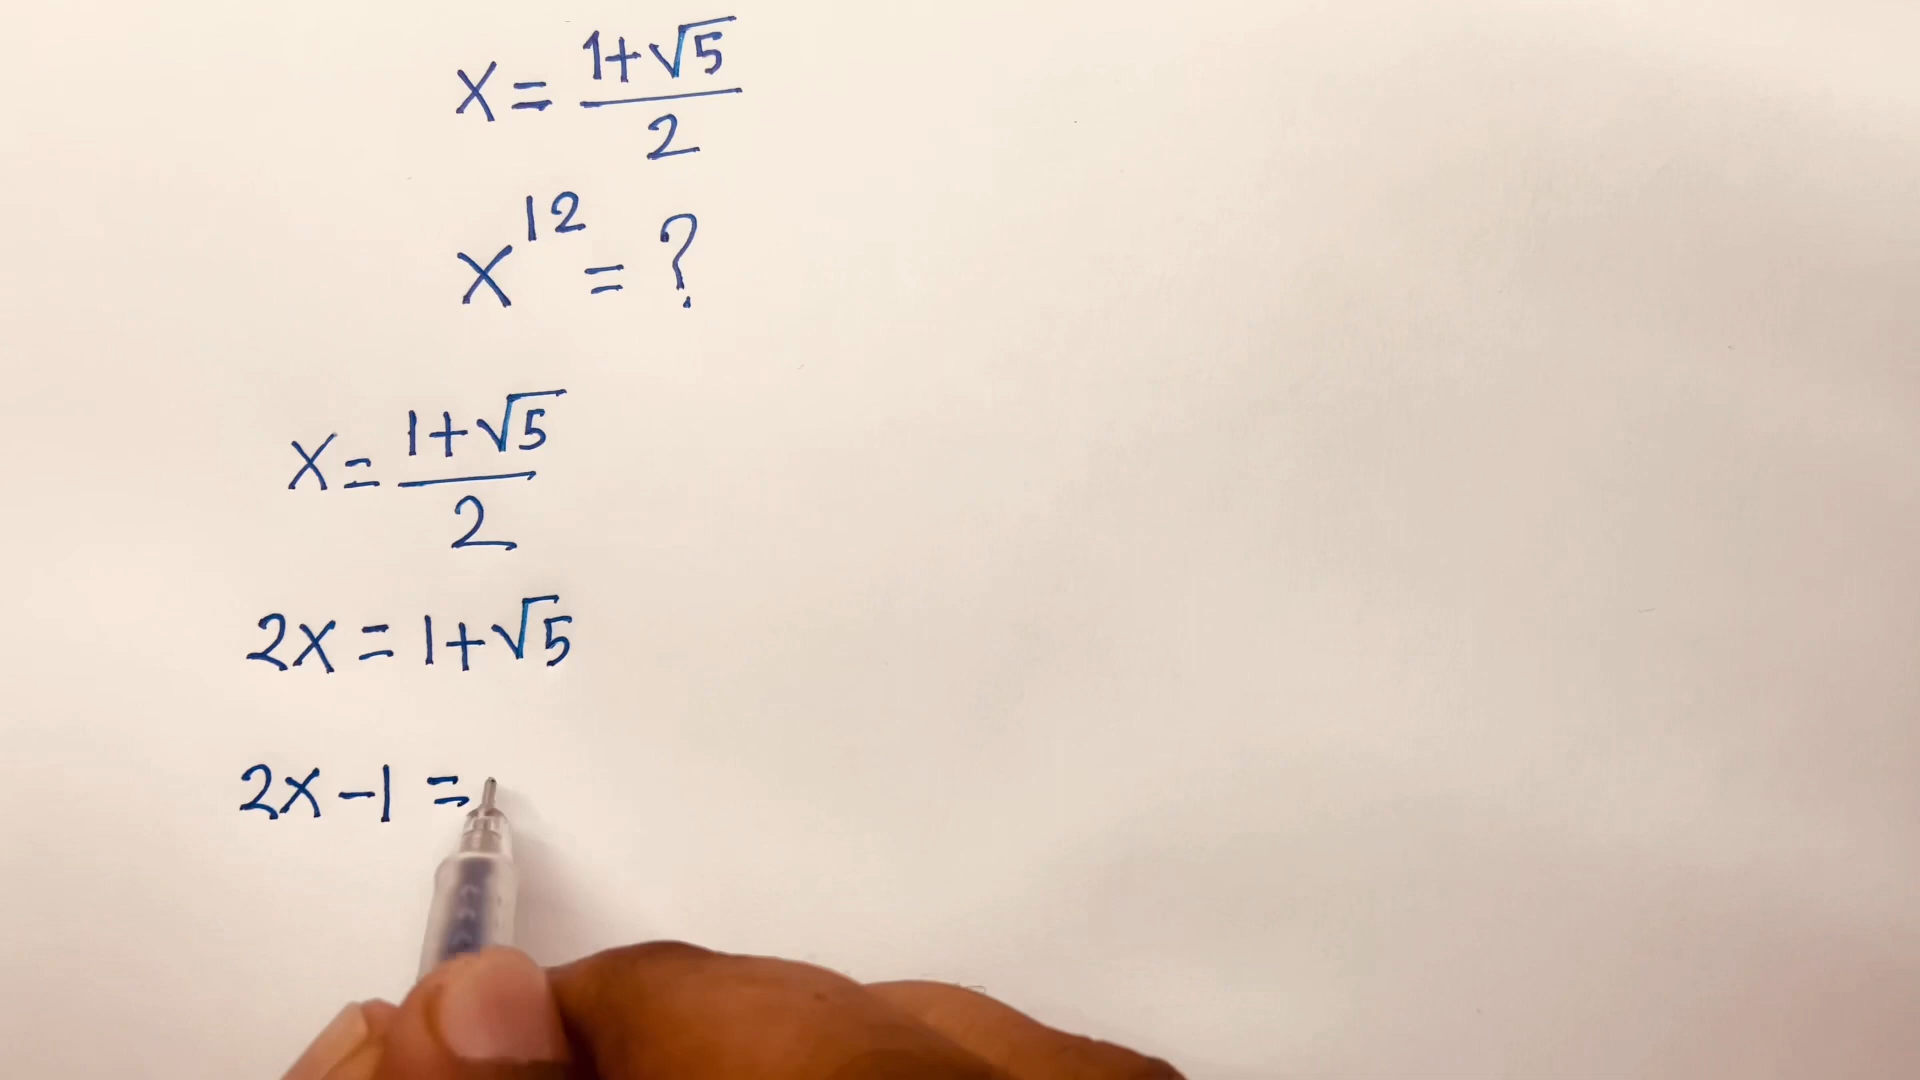 x = (1+√5)/2
x^12 = ?
x = (1+√5)/2
2x = 1+√5
2x-1 =